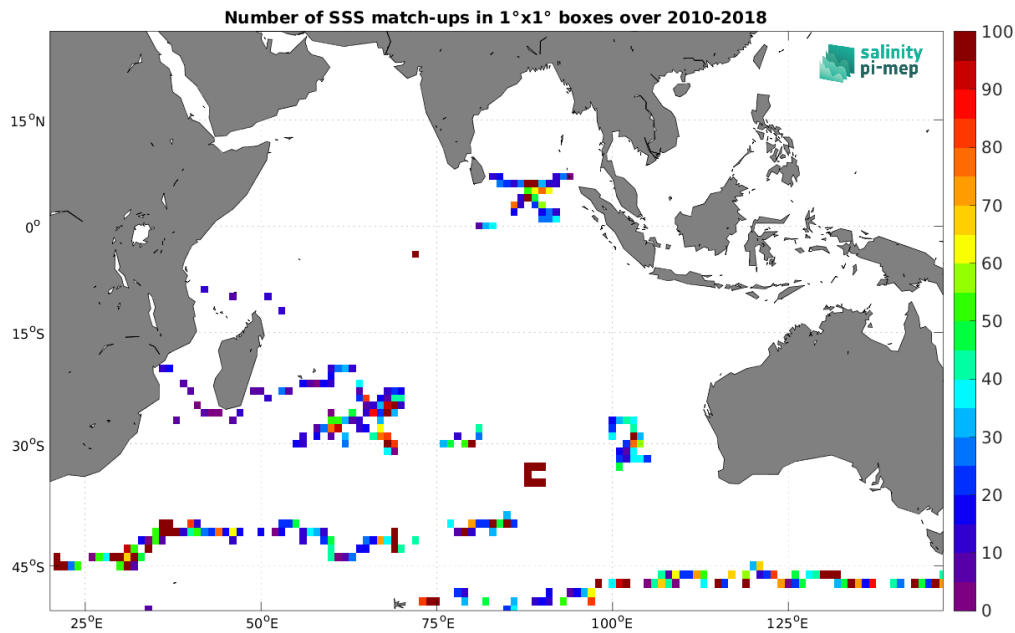 Number of SSS match-ups in 1°x1° boxes over 2010-2018
salinity
pi-mep
15°N
0°
15°S
30°S
45°S
25°E
50°E
75°E
100°E
125°E
100
90
80
70
60
50
40
30
20
10
0